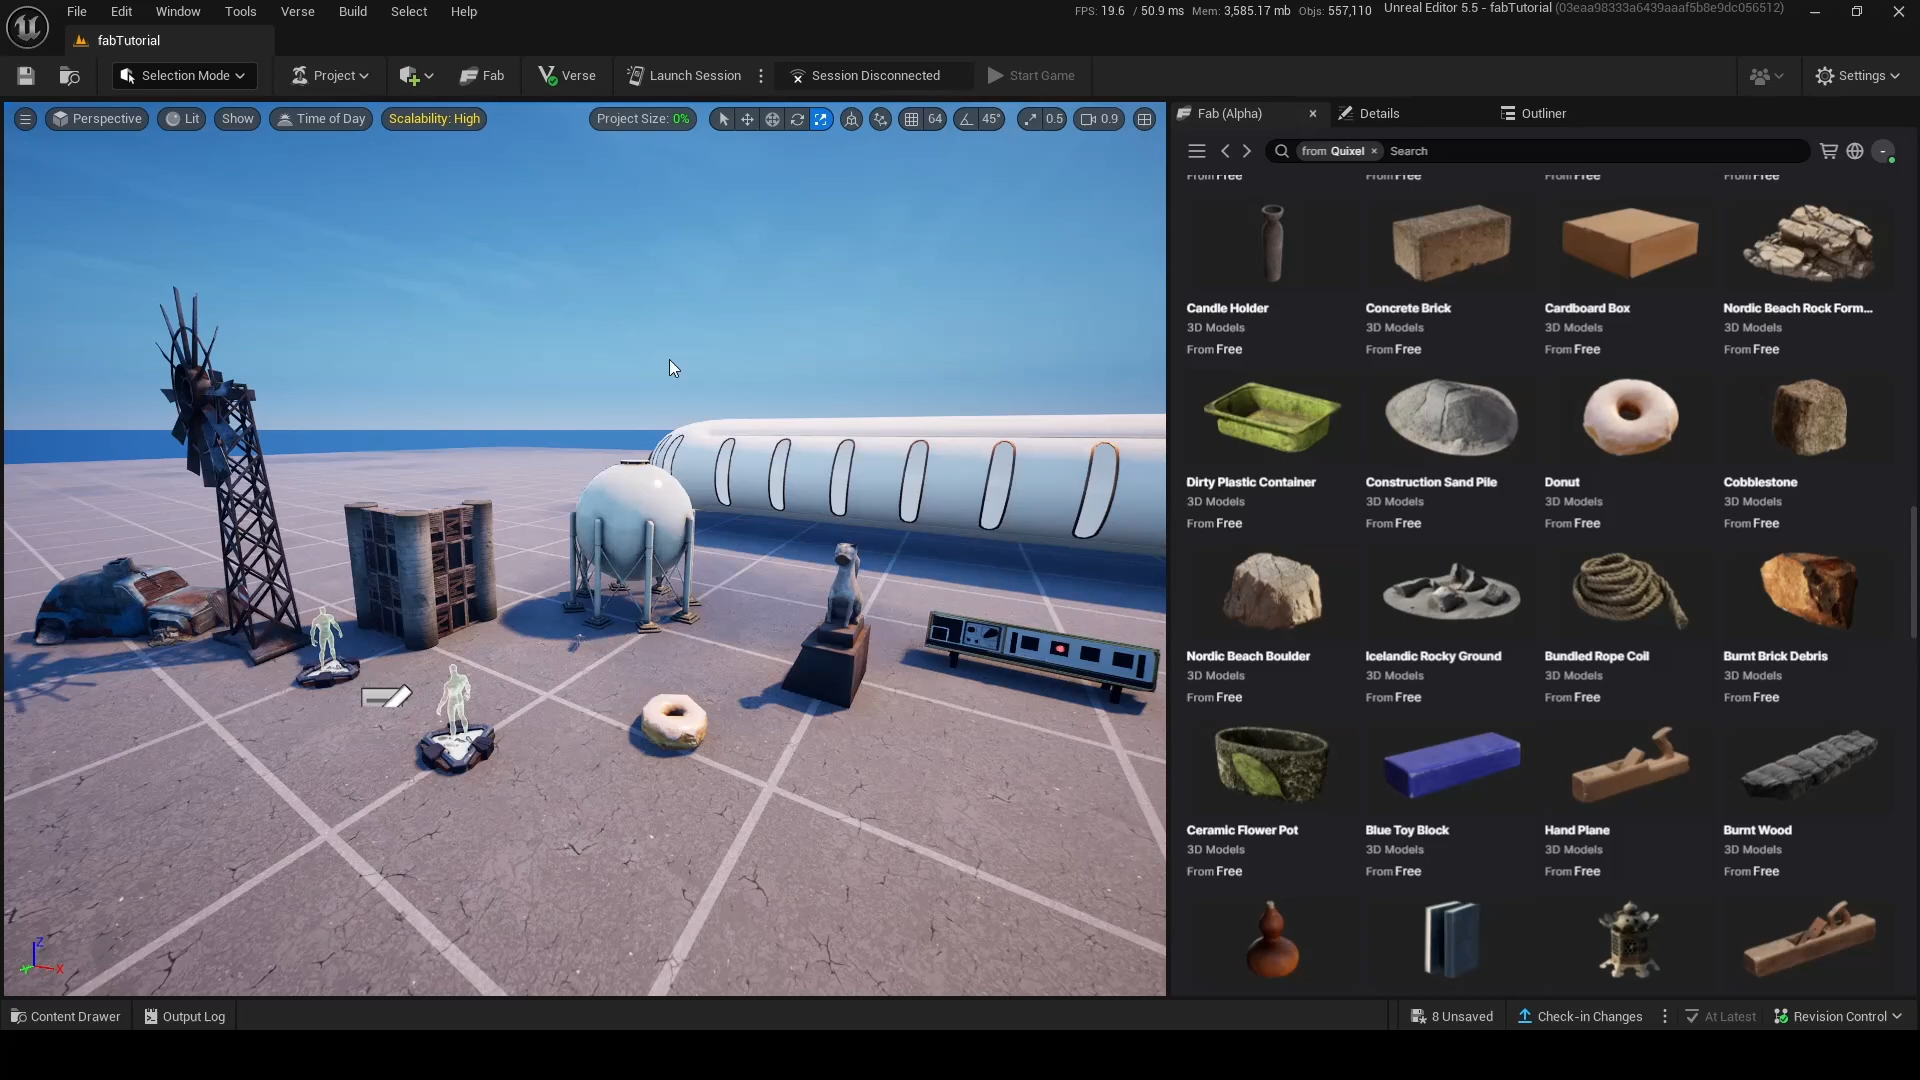 File Edit Window Tools Verse Build Select Help
FPS: 19.6 / 50.9 ms Mem: 3,585.17 mb Objs: 557,110 Unreal Editor 5.5 - fabTutorial (03eaa98333a6439aaaf5b8e9dc056512)
fabTutorial
Selection Mode Project Fab Verse Launch Session Session Disconnected Start Game Settings
Perspective Lit Show Time of Day Scalability: High Project Size: 0% 64 45° 0.5 0.9
Fab (Alpha) Details Outliner
from Quixel × Search
From Free From Free From Free From Free
Candle Holder Concrete Brick Cardboard Box Nordic Beach Rock Form...
3D Models 3D Models 3D Models 3D Models
From Free From Free From Free From Free
Dirty Plastic Container Construction Sand Pile Donut Cobblestone
3D Models 3D Models 3D Models 3D Models
From Free From Free From Free From Free
Nordic Beach Boulder Icelandic Rocky Ground Bundled Rope Coil Burnt Brick Debris
3D Models 3D Models 3D Models 3D Models
From Free From Free From Free From Free
Ceramic Flower Pot Blue Toy Block Hand Plane Burnt Wood
3D Models 3D Models 3D Models 3D Models
From Free From Free From Free From Free
Z
Y X
Content Drawer Output Log 8 Unsaved Check-in Changes At Latest Revision Control